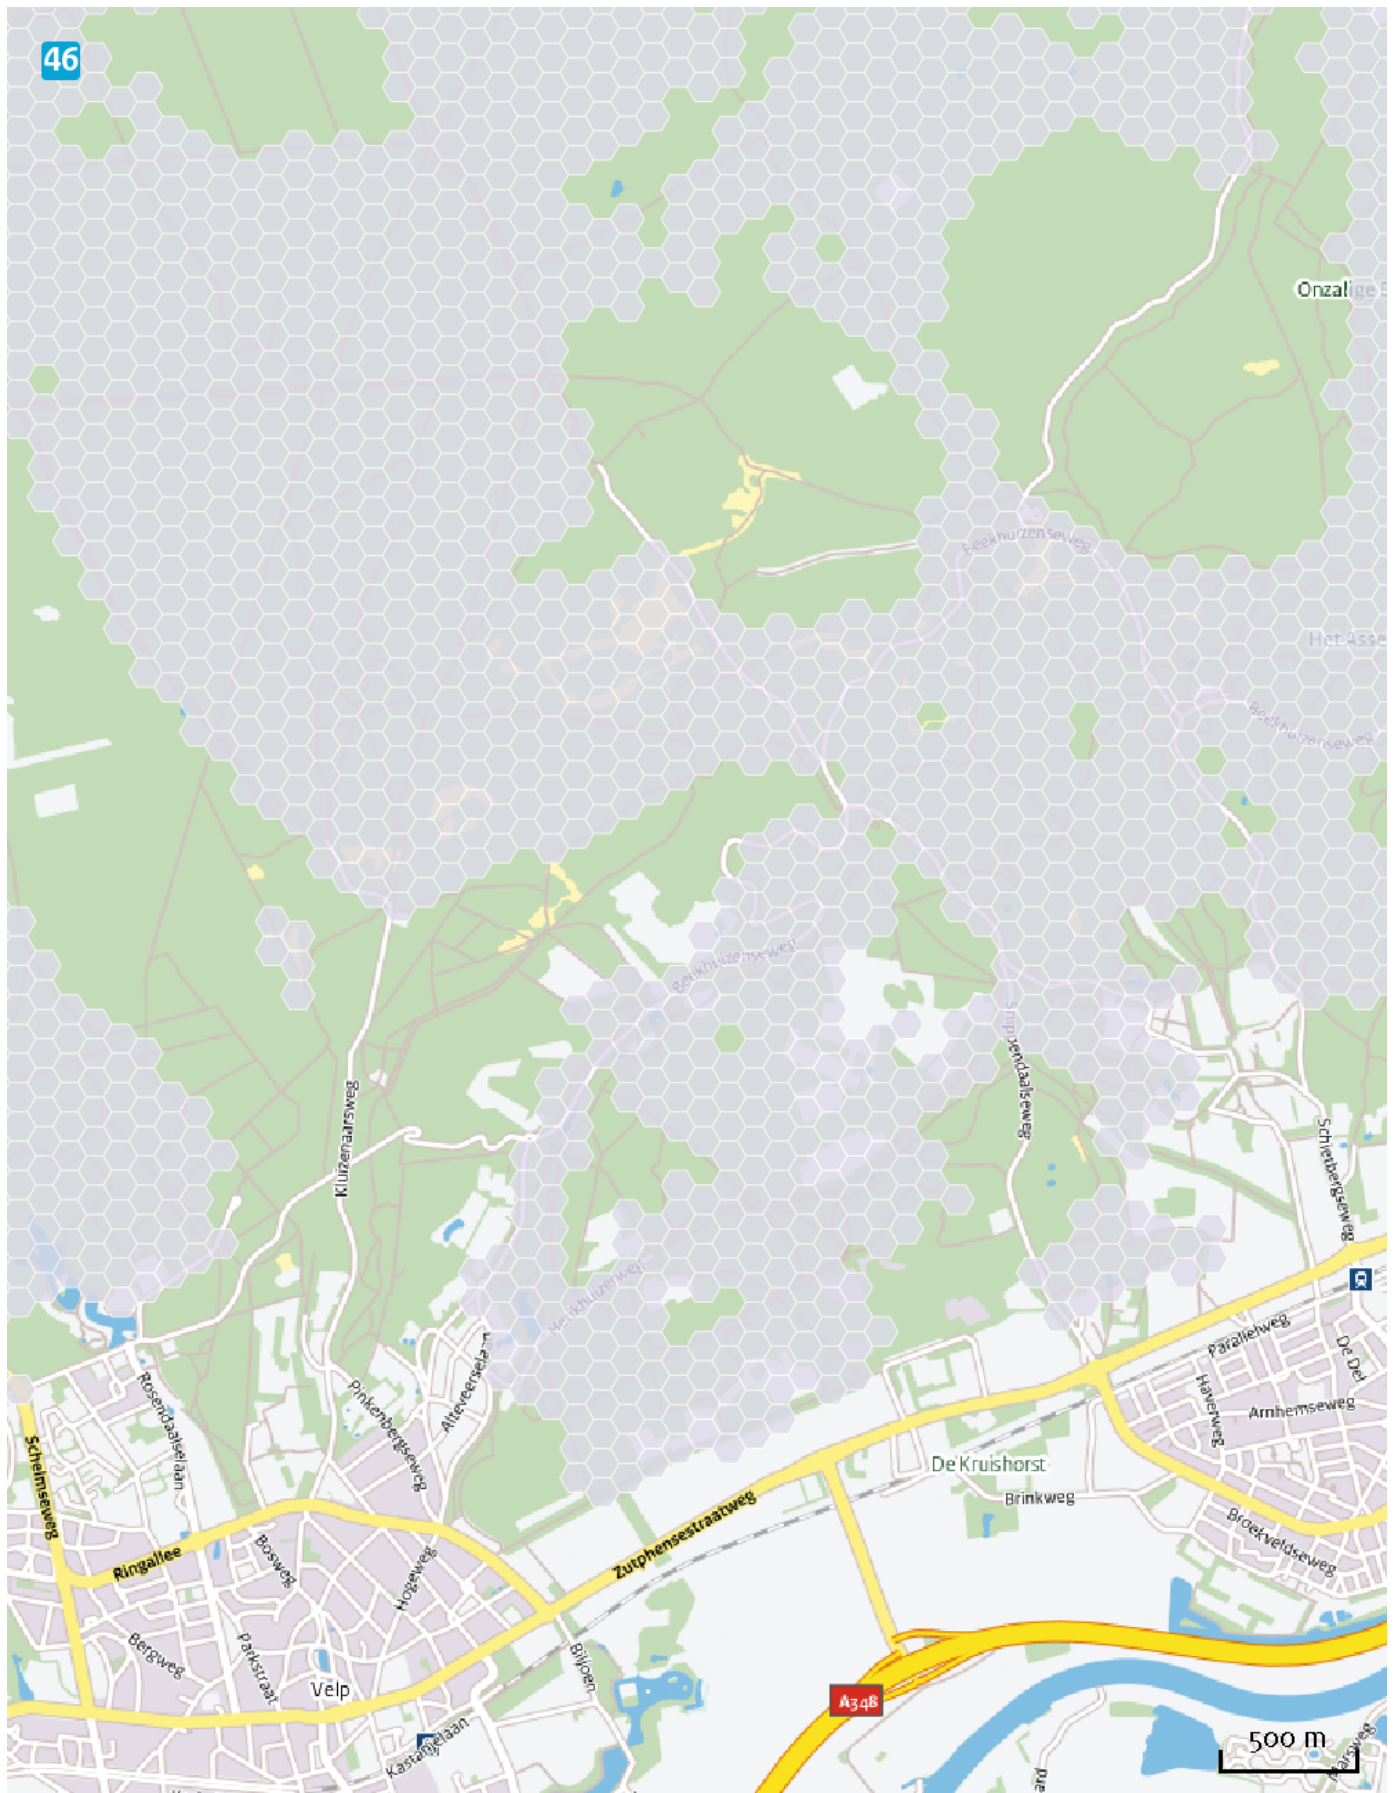 46
Onzalige B
Beekhuizenseweg
Het Asse
Beekhuizenseweg
Beekhuizenseweg
Snippendaalseweg
Kluizenaarsweg
Schietbergseweg
Beekhuizenseweg
Parallelweg
De Del
Rosendaalselaan
Pinkenbergseweg
Alteveerselaan
Haverweg
Arnhemseweg
Schelmseweg
De Kruishorst
Brinkweg
Zutphensestraatweg
Broekveldseweg
Ringallee
Bosweg
Hogeweg
Bergweg
Parkstraat
Biljoen
Velp
A348
Kastanjelaan
500 m